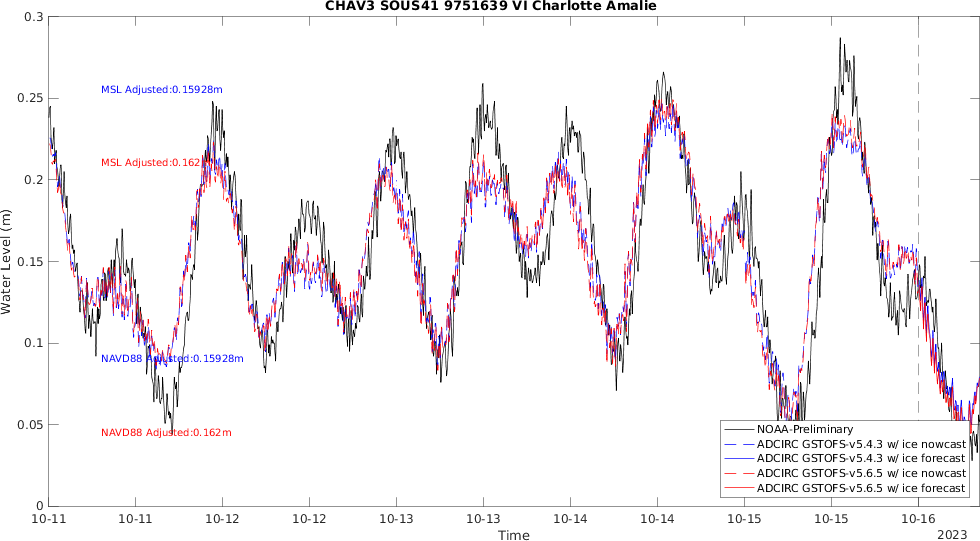 CHAV3 SOUS41 9751639 VI Charlotte Amalie
0.3
0.25
0.2
0.15
0.1
0.05
0
Water Level (m)
MSL Adjusted:0.15928m
MSL Adjusted:0.162
NAVD88 Adjusted:0.15928m
NAVD88 Adjusted:0.162m
NOAA-Preliminary
ADCIRC GSTOFS-v5.4.3 w/ ice nowcast
ADCIRC GSTOFS-v5.4.3 w/ ice forecast
ADCIRC GSTOFS-v5.6.5 w/ ice nowcast
ADCIRC GSTOFS-v5.6.5 w/ ice forecast
10-11 10-11 10-12 10-12 10-13 10-13 10-14 10-14 10-15 10-15 10-16
Time
2023